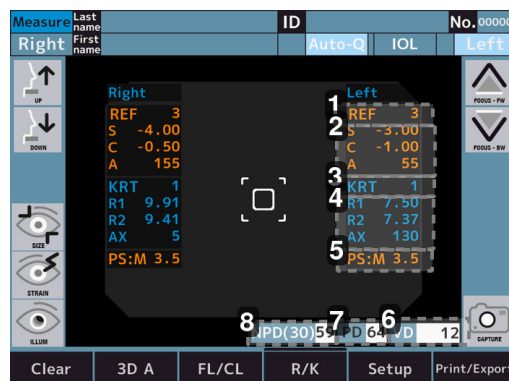 Measure Last name ID No. 00000
Right First name Auto-Q IOL Left
UP
DOWN
SIZE
STRAIN
ILLUM
Right
REF 3
S -4.00
C -0.50
A 155
KRT 1
R1 9.91
R2 9.41
AX 5
PS:M 3.5
Left
1
REF 3
2
S -3.00
C -1.00
A 55
3
KRT 1
4
R1 7.50
R2 7.37
AX 130
5
PS:M 3.5
8 NPD(30) 59 7 PD 64 6 VD 12
FOOUS - FW
FOOUS - BW
OAPTURE
Clear 3D A FL/CL R/K Setup Print/Export